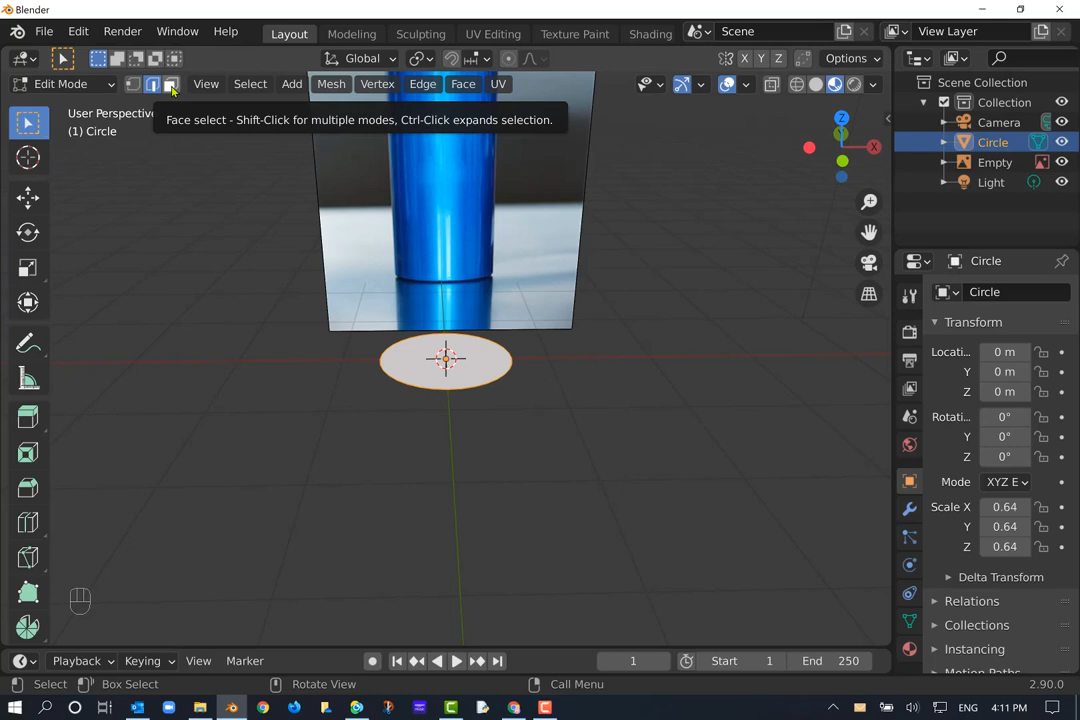 Blender
File Edit Render Window Help Layout Modeling Sculpting UV Editing Texture Paint Shading Scene View Layer
Global X Y Z Options
Edit Mode View Select Add Mesh Vertex Edge Face UV
User Perspective
(1) Circle
Face select - Shift-Click for multiple modes, Ctrl-Click expands selection.
Z
X
Scene Collection
Collection
Camera
Circle
Empty
Light
Circle
Circle
Transform
Locati... 0 m
Y 0 m
Z 0 m
Rotati... 0°
Y 0°
Z 0°
Mode XYZ E
Scale X 0.64
Y 0.64
Z 0.64
Delta Transform
Relations
Collections
Instancing
Motion Paths
Playback Keying View Marker 1 Start 1 End 250
Select Box Select Rotate View Call Menu 2.90.0
ENG 4:11 PM